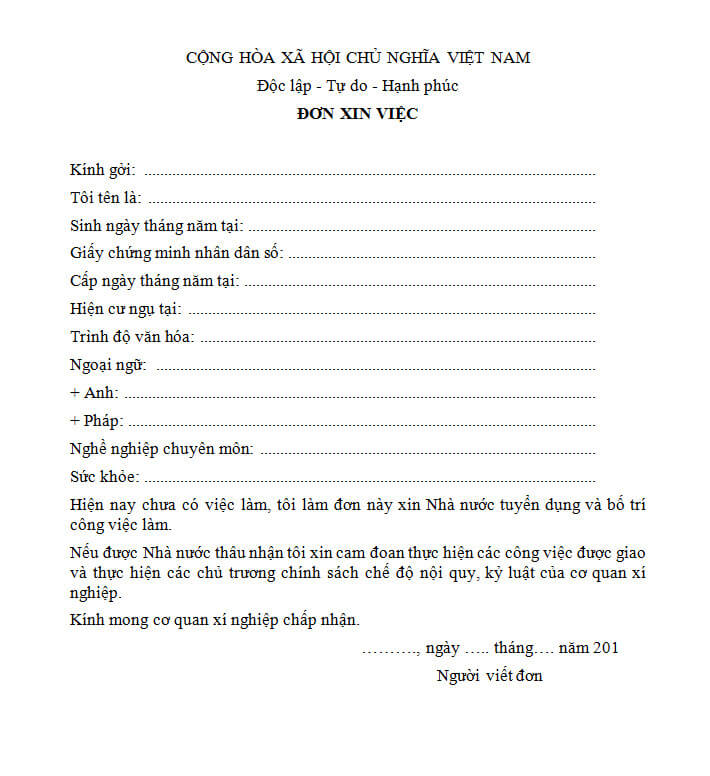 CỘNG HÒA XÃ HỘI CHỦ NGHĨA VIỆT NAM
Độc lập - Tự do - Hạnh phúc
ĐƠN XIN VIỆC
Kính gởi: ................................................................................
Tôi tên là: ................................................................................
Sinh ngày tháng năm tại: ................................................................................
Giấy chứng minh nhân dân số: ................................................................................
Cấp ngày tháng năm tại: ................................................................................
Hiện cư ngụ tại: ................................................................................
Trình độ văn hóa: ................................................................................
Ngoại ngữ: ................................................................................
+ Anh: ................................................................................
+ Pháp: ................................................................................
Nghề nghiệp chuyên môn: ................................................................................
Sức khỏe: ................................................................................
Hiện nay chưa có việc làm, tôi làm đơn này xin Nhà nước tuyển dụng và bố trí
công việc làm.
Nếu được Nhà nước thâu nhận tôi xin cam đoan thực hiện các công việc được giao
và thực hiện các chủ trương chính sách chế độ nội quy, kỷ luật của cơ quan xí
nghiệp.
Kính mong cơ quan xí nghiệp chấp nhận.
………., ngày ….. tháng…. năm 201
Người viết đơn